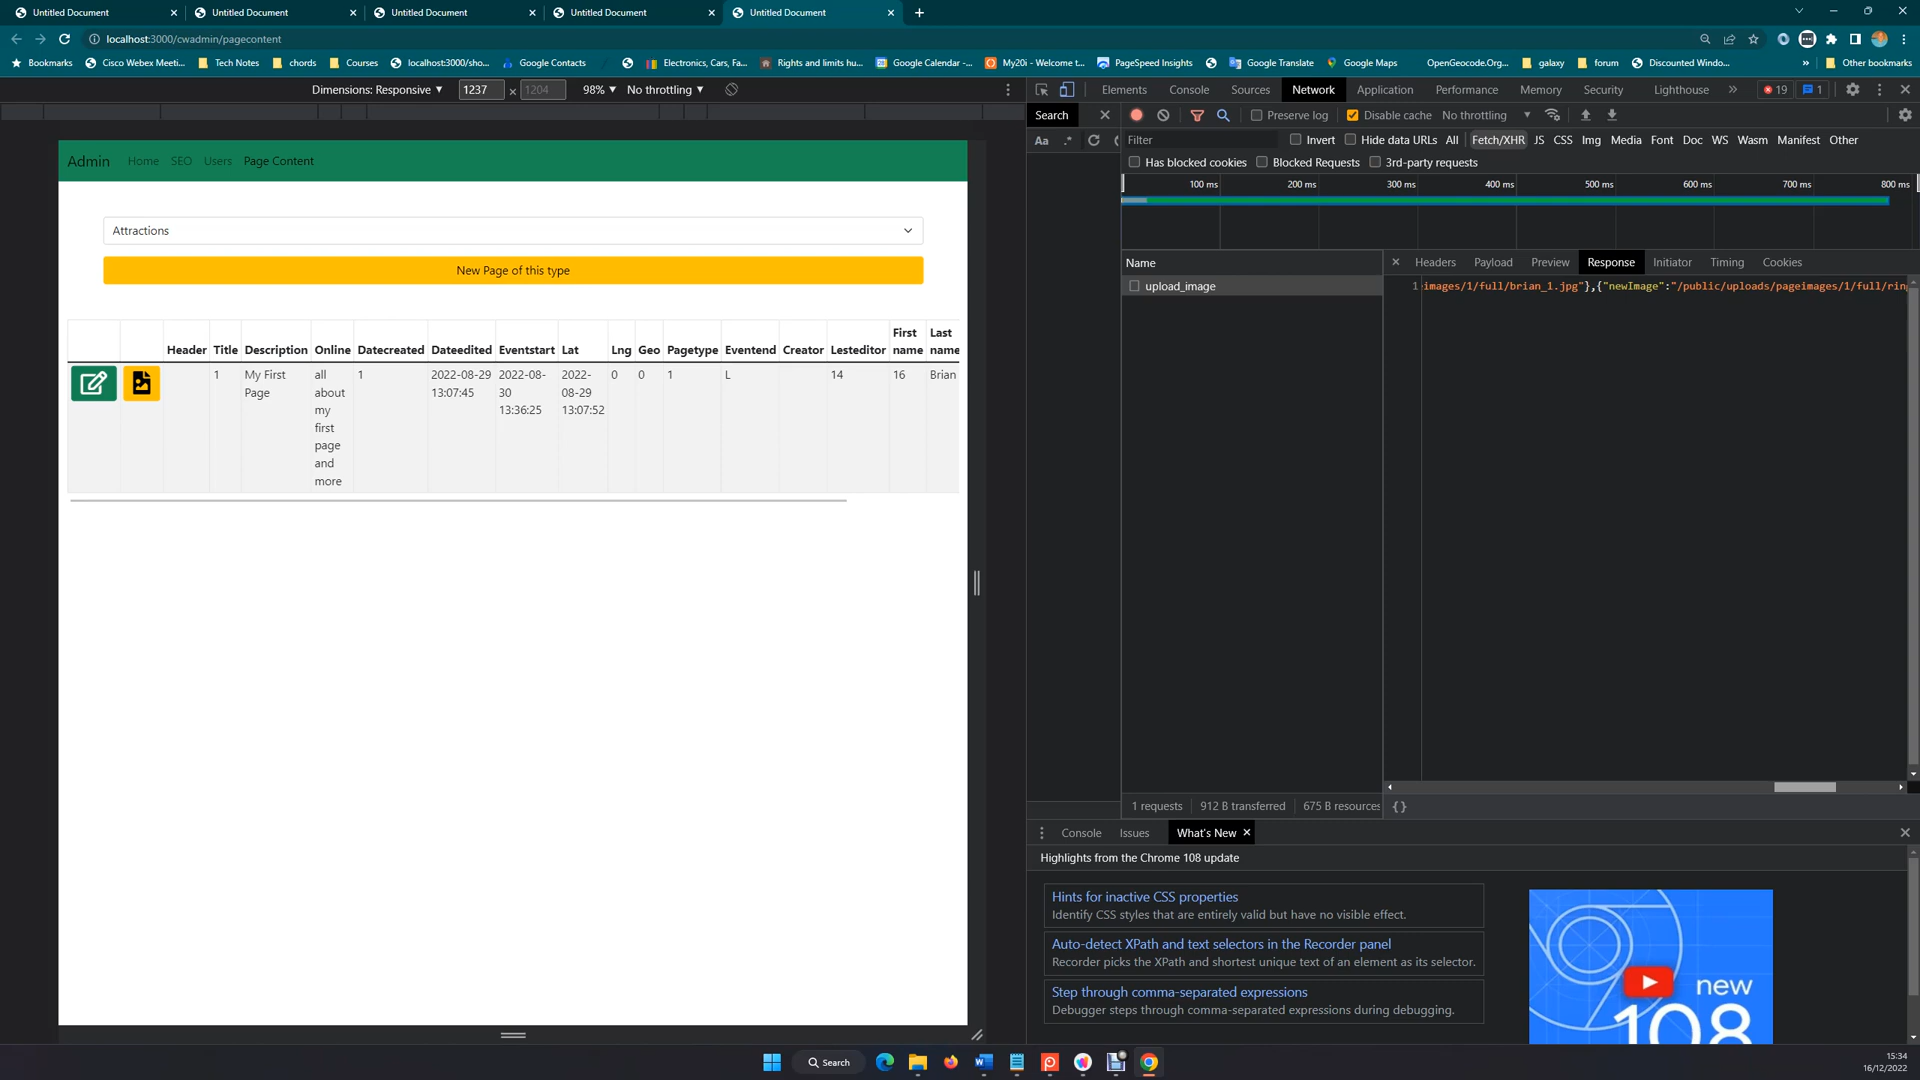 Untitled Document
Untitled Document
Untitled Document
Untitled Document
Untitled Document
localhost:3000/cwadmin/pagecontent
Bookmarks
Cisco Webex Meeti...
Tech Notes
chords
Courses
localhost:3000/sho...
Google Contacts
Electronics, Cars, Fa...
Rights and limits hu...
Google Calendar -...
My20i - Welcome t...
PageSpeed Insights
Google Translate
Google Maps
OpenGeocode.Org...
galaxy
forum
Discounted Windo...
»
Other bookmarks
Dimensions: Responsive
1237 × 1204
98%
No throttling
Elements
Console
Sources
Network
Application
Performance
Memory
Security
Lighthouse
»
19
1
Search
Preserve log
Disable cache
No throttling
Aa
.*
Filter
Invert
Hide data URLs
All
Fetch/XHR
JS
CSS
Img
Media
Font
Doc
WS
Wasm
Manifest
Other
Has blocked cookies
Blocked Requests
3rd-party requests
100 ms
200 ms
300 ms
400 ms
500 ms
600 ms
700 ms
800 ms
Admin
Home
SEO
Users
Page Content
Attractions
New Page of this type
Header
Title
Description
Online
Datecreated
Dateedited
Eventstart
Lat
Lng
Geo
Pagetype
Eventend
Creator
Lesteditor
First name
Last name
1
My First Page
all about my first page and more
1
2022-08-29 13:07:45
2022-08-30 13:36:25
2022-08-29 13:07:52
0
0
1
L
14
16
Brian
Name
upload_image
Headers
Payload
Preview
Response
Initiator
Timing
Cookies
1
images/1/full/brian_1.jpg"},{"newImage":"/public/uploads/pageimages/1/full/rin
1 requests
912 B transferred
675 B resources
{}
Console
Issues
What's New
Highlights from the Chrome 108 update
Hints for inactive CSS properties
Identify CSS styles that are entirely valid but have no visible effect.
Auto-detect XPath and text selectors in the Recorder panel
Recorder picks the XPath and shortest unique text of an element as its selector.
Step through comma-separated expressions
Debugger steps through comma-separated expressions during debugging.
new
108
Search
15:34
16/12/2022